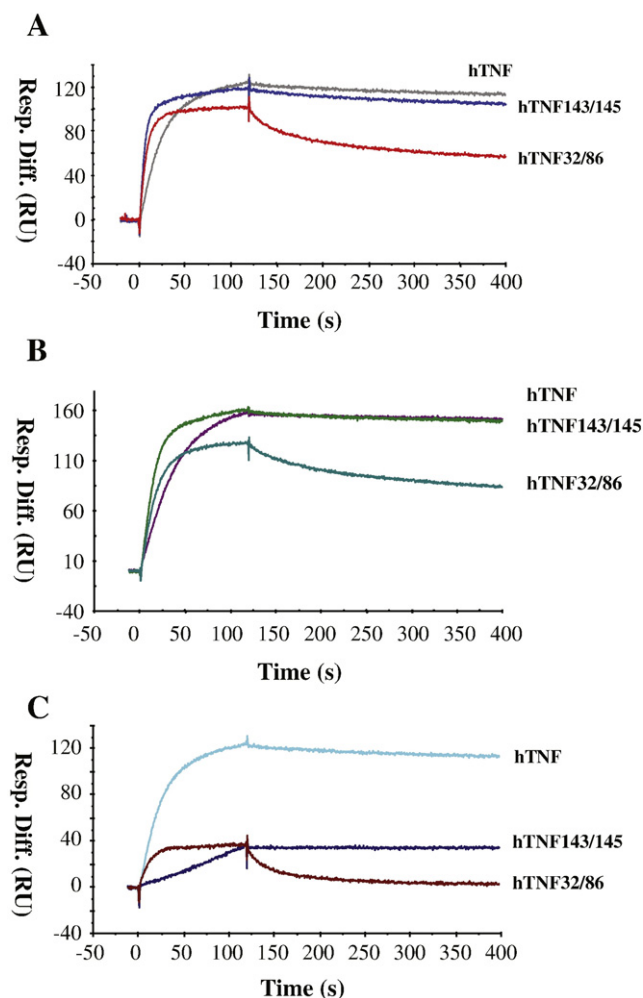 A
Resp. Diff. (RU)
120
80
40
0
-40
-50 0 50 100 150 200 250 300 350 400
Time (s)
hTNF
hTNF143/145
hTNF32/86
B
Resp. Diff. (RU)
160
110
60
10
-40
-50 0 50 100 150 200 250 300 350 400
Time (s)
hTNF
hTNF143/145
hTNF32/86
C
Resp. Diff. (RU)
120
80
40
0
-40
-50 0 50 100 150 200 250 300 350 400
Time (s)
hTNF
hTNF143/145
hTNF32/86